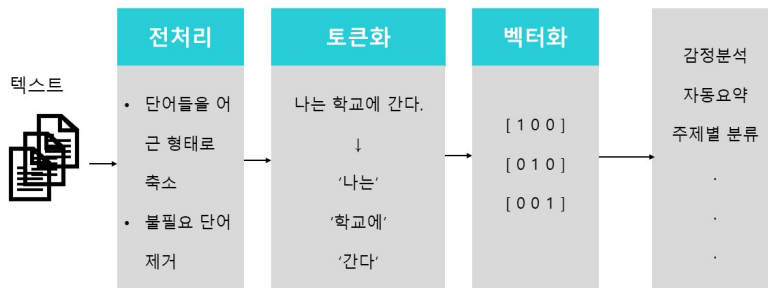 텍스트
전처리
• 단어들을 어
근 형태로
축소
• 불필요 단어
제거
토큰화
나는 학교에 간다.
↓
‘나는’
‘학교에’
‘간다’
벡터화
[ 1 0 0 ]
[ 0 1 0 ]
[ 0 0 1 ]
감정분석
자동요약
주제별 분류
.
.
.